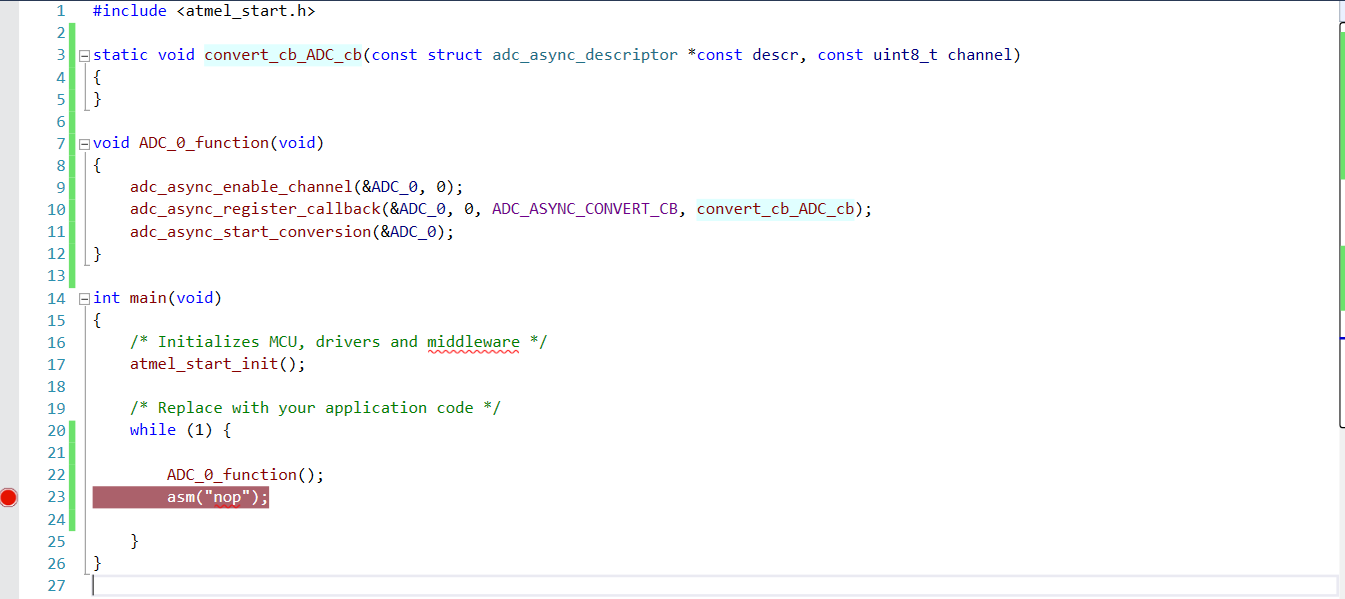 1 #include <atmel_start.h>
2
3 static void convert_cb_ADC_cb(const struct adc_async_descriptor *const descr, const uint8_t channel)
4 {
5 }
6
7 void ADC_0_function(void)
8 {
9 adc_async_enable_channel(&ADC_0, 0);
10 adc_async_register_callback(&ADC_0, 0, ADC_ASYNC_CONVERT_CB, convert_cb_ADC_cb);
11 adc_async_start_conversion(&ADC_0);
12 }
13
14 int main(void)
15 {
16 /* Initializes MCU, drivers and middleware */
17 atmel_start_init();
18
19 /* Replace with your application code */
20 while (1) {
21
22 ADC_0_function();
23 asm("nop");
24
25 }
26 }
27